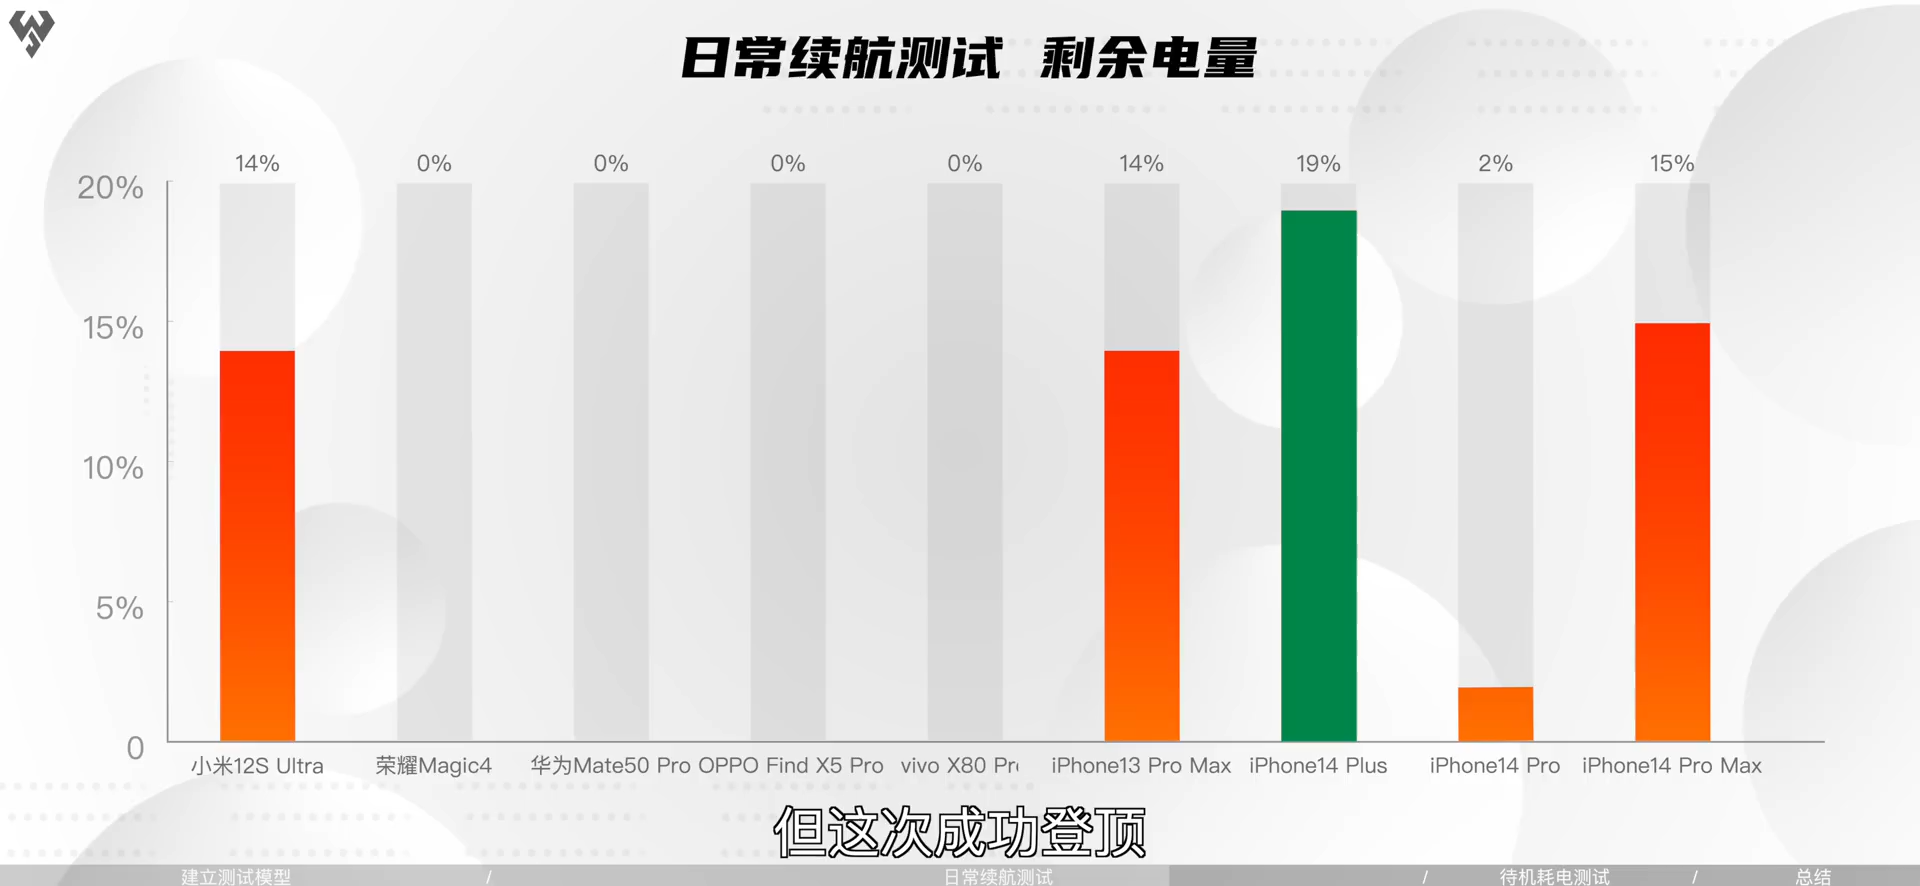 日常续航测试 剩余电量
14% 0% 0% 0% 0% 14% 19% 2% 15%
20%
15%
10%
5%
0
小米12S Ultra 荣耀Magic4 华为Mate50 Pro OPPO Find X5 Pro vivo X80 Pr iPhone13 Pro Max iPhone14 Plus iPhone14 Pro iPhone14 Pro Max
但这次成功登顶
建立测试模型 / 日常续航测试 / 待机耗电测试 / 总结